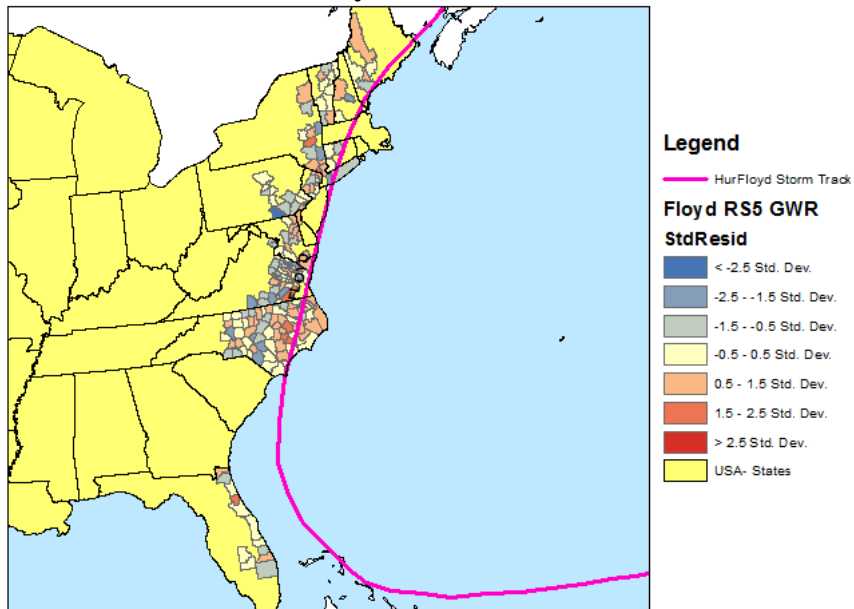 Floyd
Legend
HurFloyd Storm Track
Floyd RS5 GWR
StdResid
< -2.5 Std. Dev.
-2.5 - -1.5 Std. Dev.
-1.5 - -0.5 Std. Dev.
-0.5 - 0.5 Std. Dev.
0.5 - 1.5 Std. Dev.
1.5 - 2.5 Std. Dev.
> 2.5 Std. Dev.
USA- States